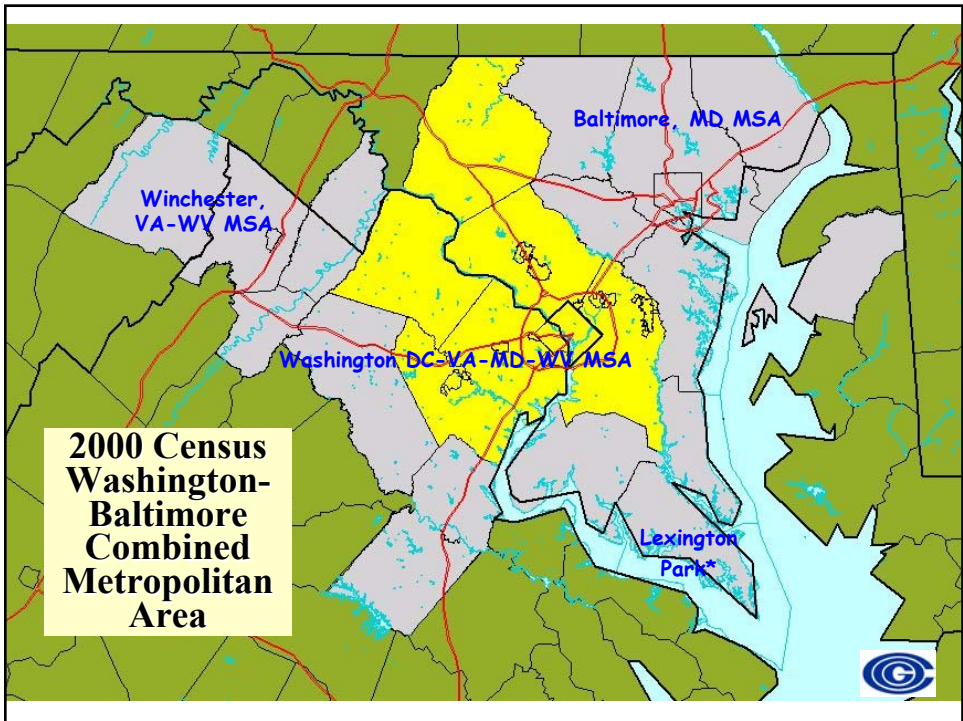 Baltimore, MD MSA
Winchester,
VA-WV MSA
Washington DC-VA-MD-WV MSA
2000 Census
Washington-
Baltimore
Combined
Metropolitan
Area
Lexington
Park*